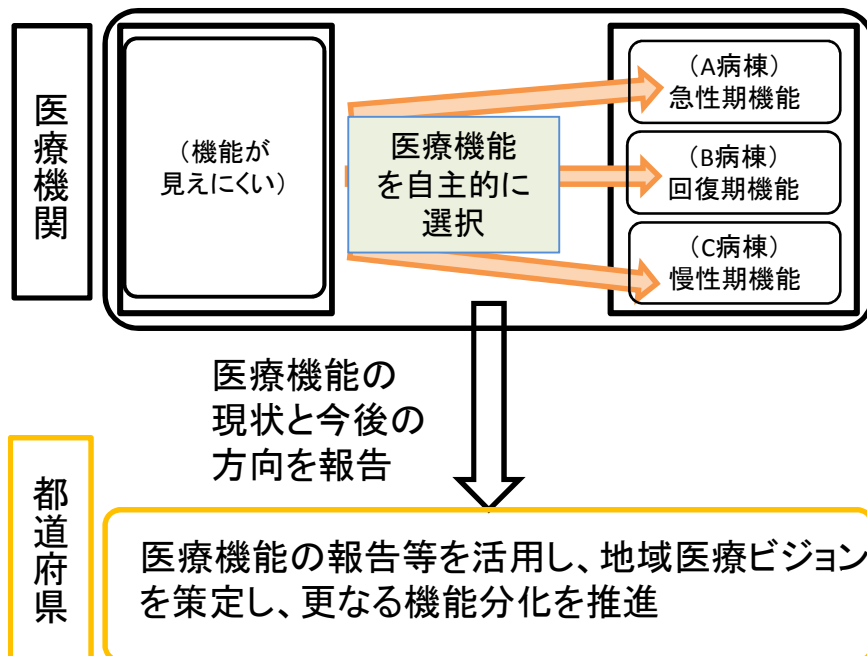 医療機関
（機能が
見えにくい）
医療機能
を自主的に
選択
（A病棟）
急性期機能
（B病棟）
回復期機能
（C病棟）
慢性期機能
医療機能の
現状と今後の
方向を報告
都道府県
医療機能の報告等を活用し、地域医療ビジョン
を策定し、更なる機能分化を推進